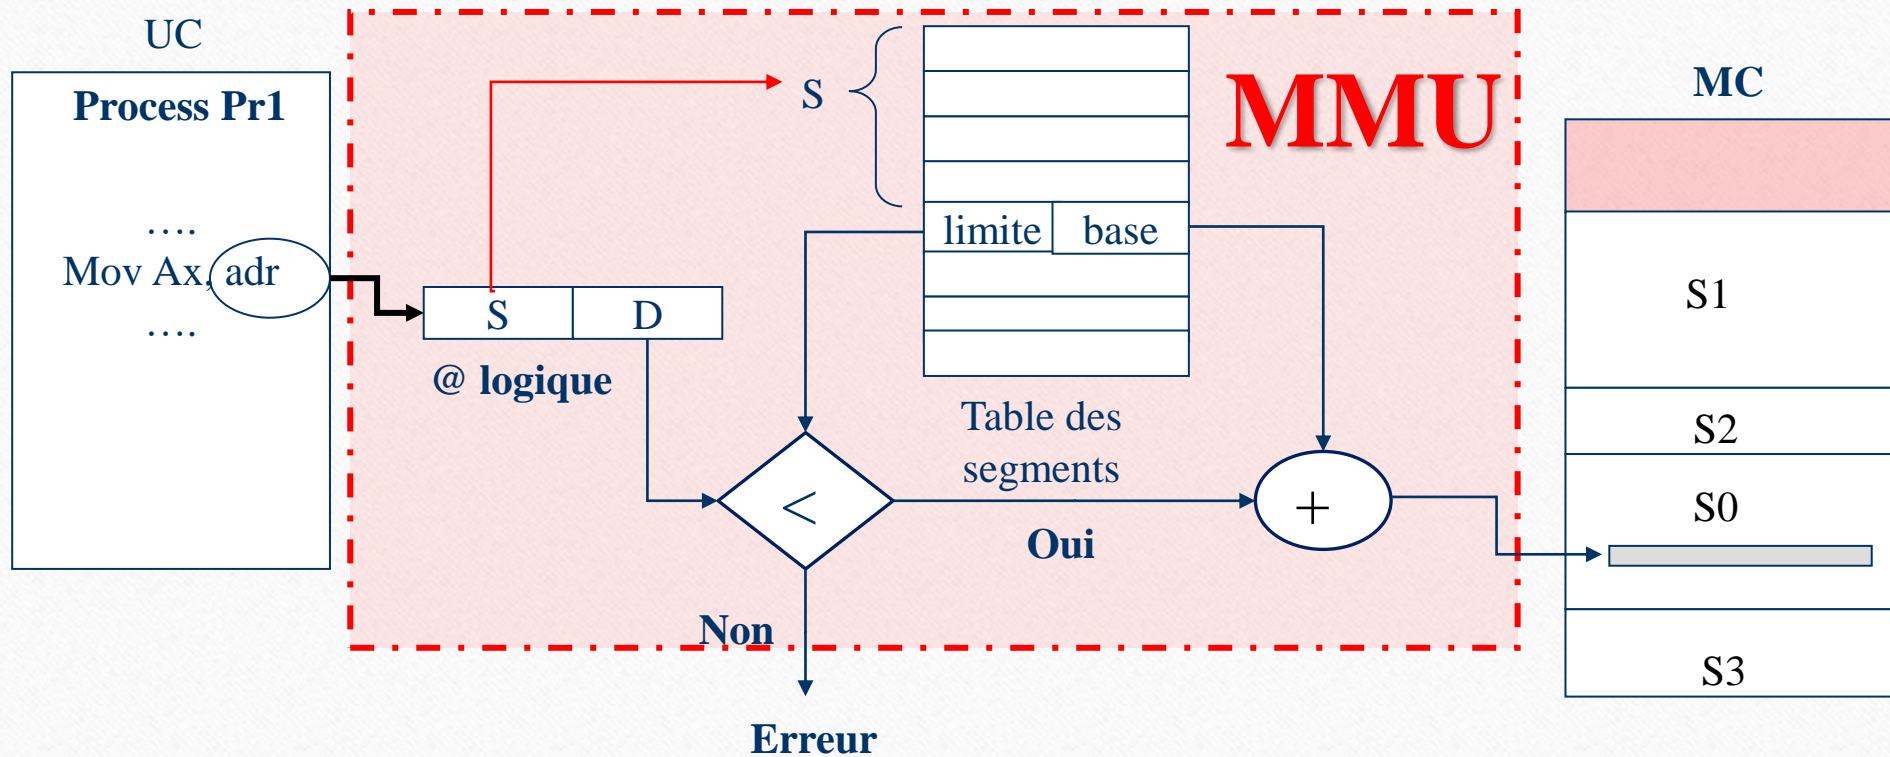 UC
Process Pr1
....
Mov Ax, adr
....
S
D
@ logique
S
limite
base
Table des
segments
MMU
<
Oui
+
Non
Erreur
MC
S1
S2
S0
S3